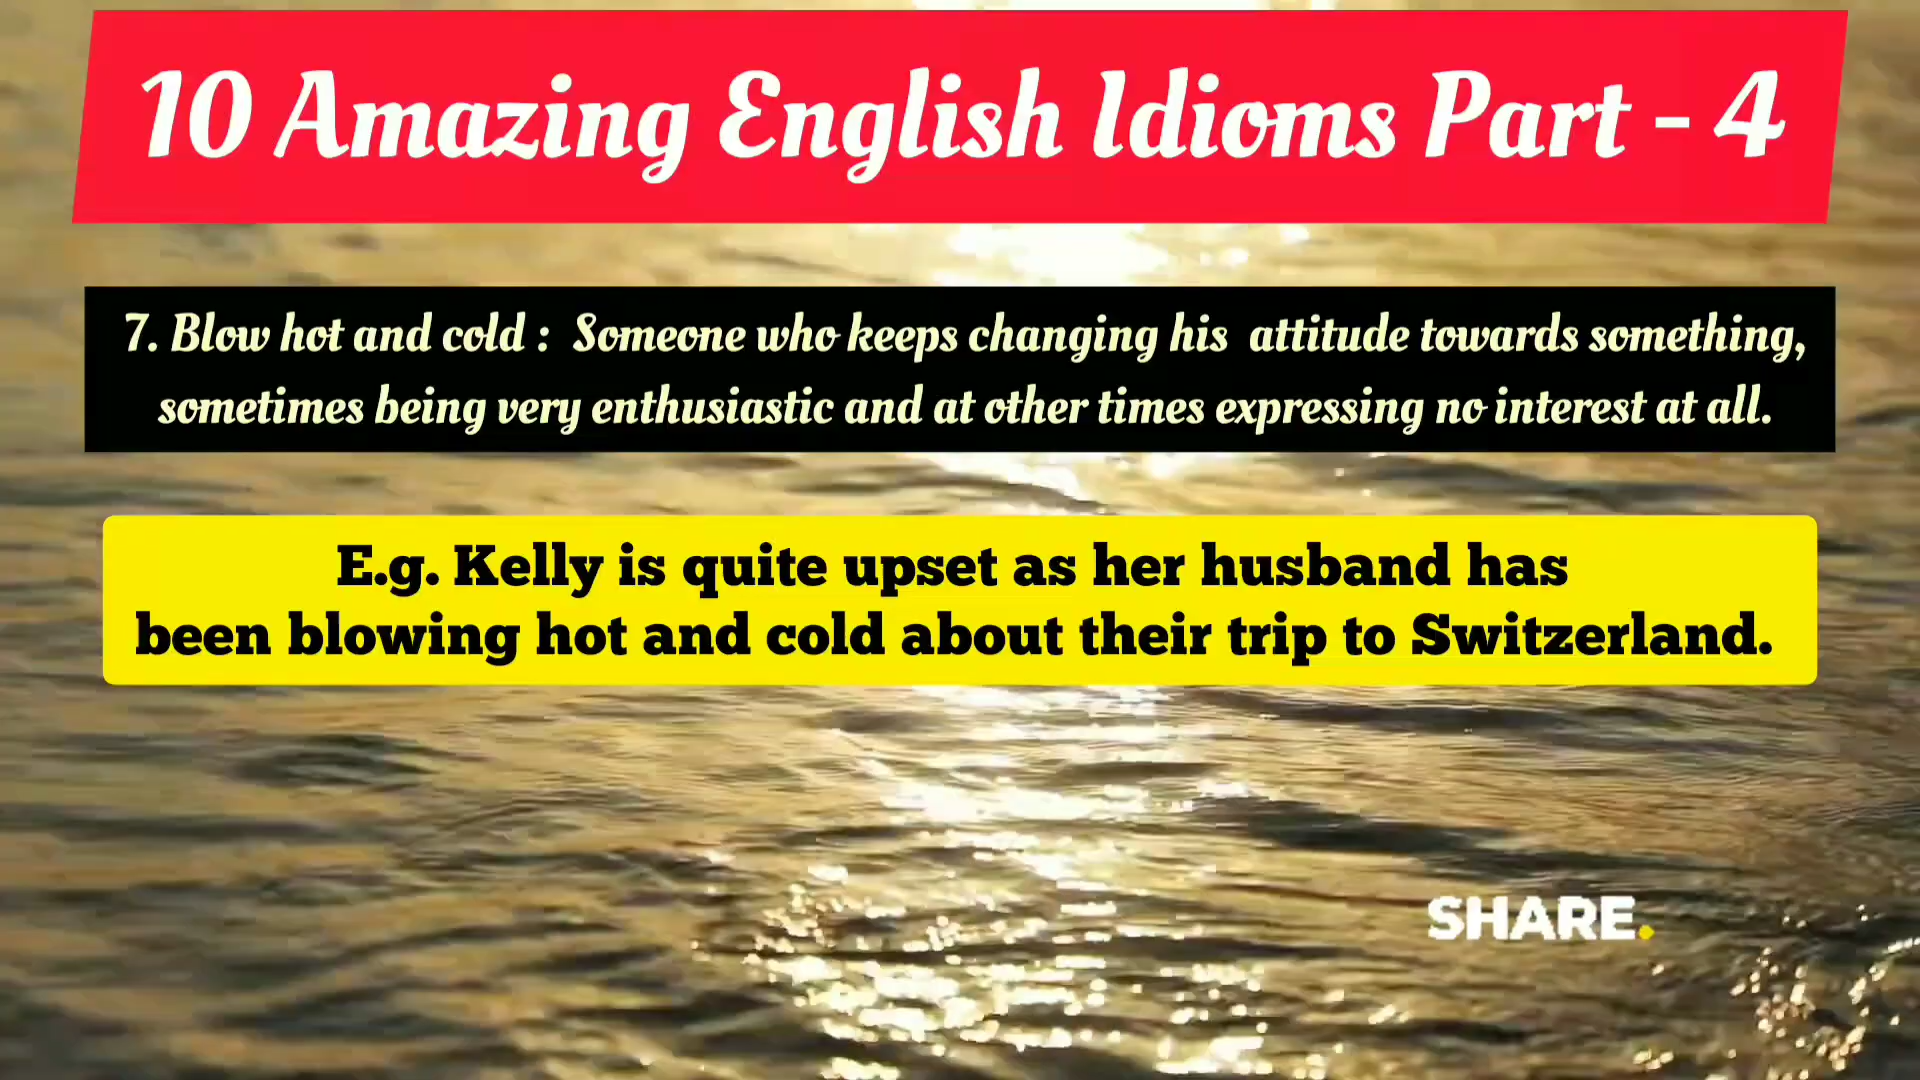 10 Amazing English Idioms Part - 4
7. Blow hot and cold : Someone who keeps changing his attitude towards something,
sometimes being very enthusiastic and at other times expressing no interest at all.
E.g. Kelly is quite upset as her husband has
been blowing hot and cold about their trip to Switzerland.
SHARE.